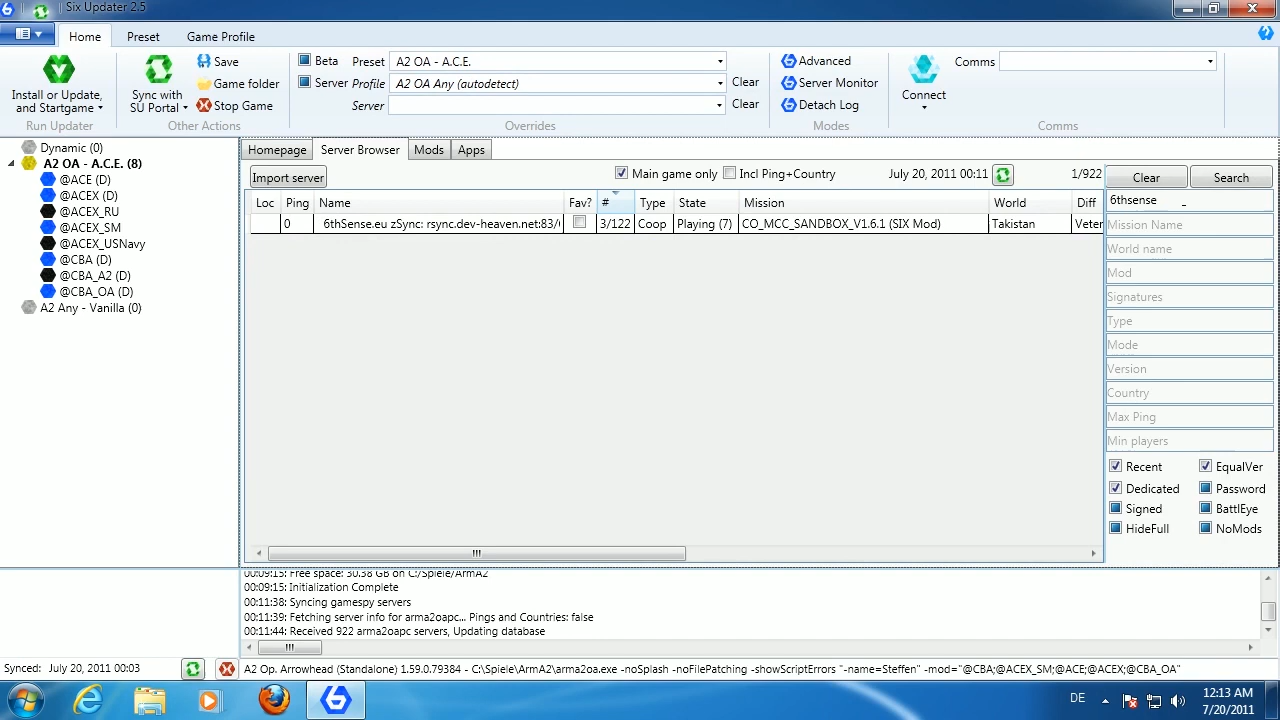 Six Updater 2.5
Home Preset Game Profile
Install or Update and Startgame
Run Updater
Sync with SU Portal
Save
Game folder
Stop Game
Other Actions
Beta Preset A2 OA - A.C.E.
Server Profile A2 OA Any (autodetect) Clear
Server Clear
Overrides
Advanced
Server Monitor
Detach Log
Modes
Connect
Comms
Comms
Dynamic (0)
A2 OA - A.C.E. (8)
@ACE (D)
@ACEX (D)
@ACEX_RU
@ACEX_SM
@ACEX_USNavy
@CBA (D)
@CBA_A2 (D)
@CBA_OA (D)
A2 Any - Vanilla (0)
Homepage Server Browser Mods Apps
Import server Main game only Incl Ping+Country July 20, 2011 00:11 1/922
Loc Ping Name Fav? # Type State Mission World Diff
0 6thSense.eu zSync: rsync.dev-heaven.net:83/ 3/122 Coop Playing (7) CO_MCC_SANDBOX_V1.6.1 (SIX Mod) Takistan Veter
Clear Search
6thsense
Mission Name
World name
Mod
Signatures
Type
Mode
Version
Country
Max Ping
Min players
Recent EqualVer
Dedicated Password
Signed BattlEye
HideFull NoMods
00:09:15: Free space: 30.38 GB on C:/Spiele/ArmA2
00:09:15: Initialization Complete
00:11:38: Syncing gamespy servers
00:11:39: Fetching server info for arma2oapc... Pings and Countries: false
00:11:44: Received 922 arma2oapc servers, Updating database
Synced: July 20, 2011 00:03
A2 Op. Arrowhead (Standalone) 1.59.0.79384 - C:\Spiele\ArmA2\arma2oa.exe -noSplash -noFilePatching -showScriptErrors "-name=Steffen" -mod="@CBA;@ACEX_SM;@ACE;@ACEX;@CBA_OA"
DE
12:13 AM
7/20/2011